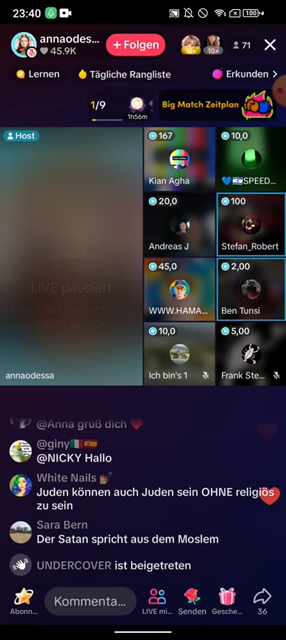 23:40
100
annaodes...
45.9K
+ Folgen
10+
71
Lernen
Tägliche Rangliste
Erkunden
1/9
1h56m
Big Match Zeitplan
Host
167
Kian Agha
10,0
SPEED...
20,0
Andreas J
100
Stefan_Robert
LIVE pausiert
45,0
WWW.HAMA...
2,00
Ben Tunsi
annaodessa
10,0
Ich bin's 1
5,00
Frank Ste...
@Anna grüß dich
@giny
@NICKY Hallo
White Nails
Juden können auch Juden sein OHNE religiös
zu sein
Sara Bern
Der Satan spricht aus dem Moslem
UNDERCOVER ist beigetreten
Abonn...
Kommenta...
LIVE mi...
Senden
Gesche...
36